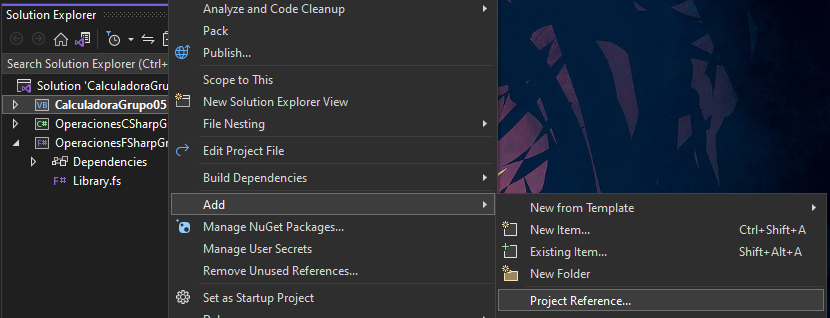 Solution Explorer
Search Solution Explorer (Ctrl+
Solution 'CalculadoraGru
VB CalculadoraGrupo05
C# OperacionesCSharpG
F# OperacionesFSharpGr
Dependencies
F# Library.fs
Analyze and Code Cleanup
Pack
Publish...
Scope to This
New Solution Explorer View
File Nesting
Edit Project File
Build Dependencies
Add
Manage NuGet Packages...
Manage User Secrets
Remove Unused References...
Set as Startup Project
New from Template
New Item... Ctrl+Shift+A
Existing Item... Shift+Alt+A
New Folder
Project Reference...